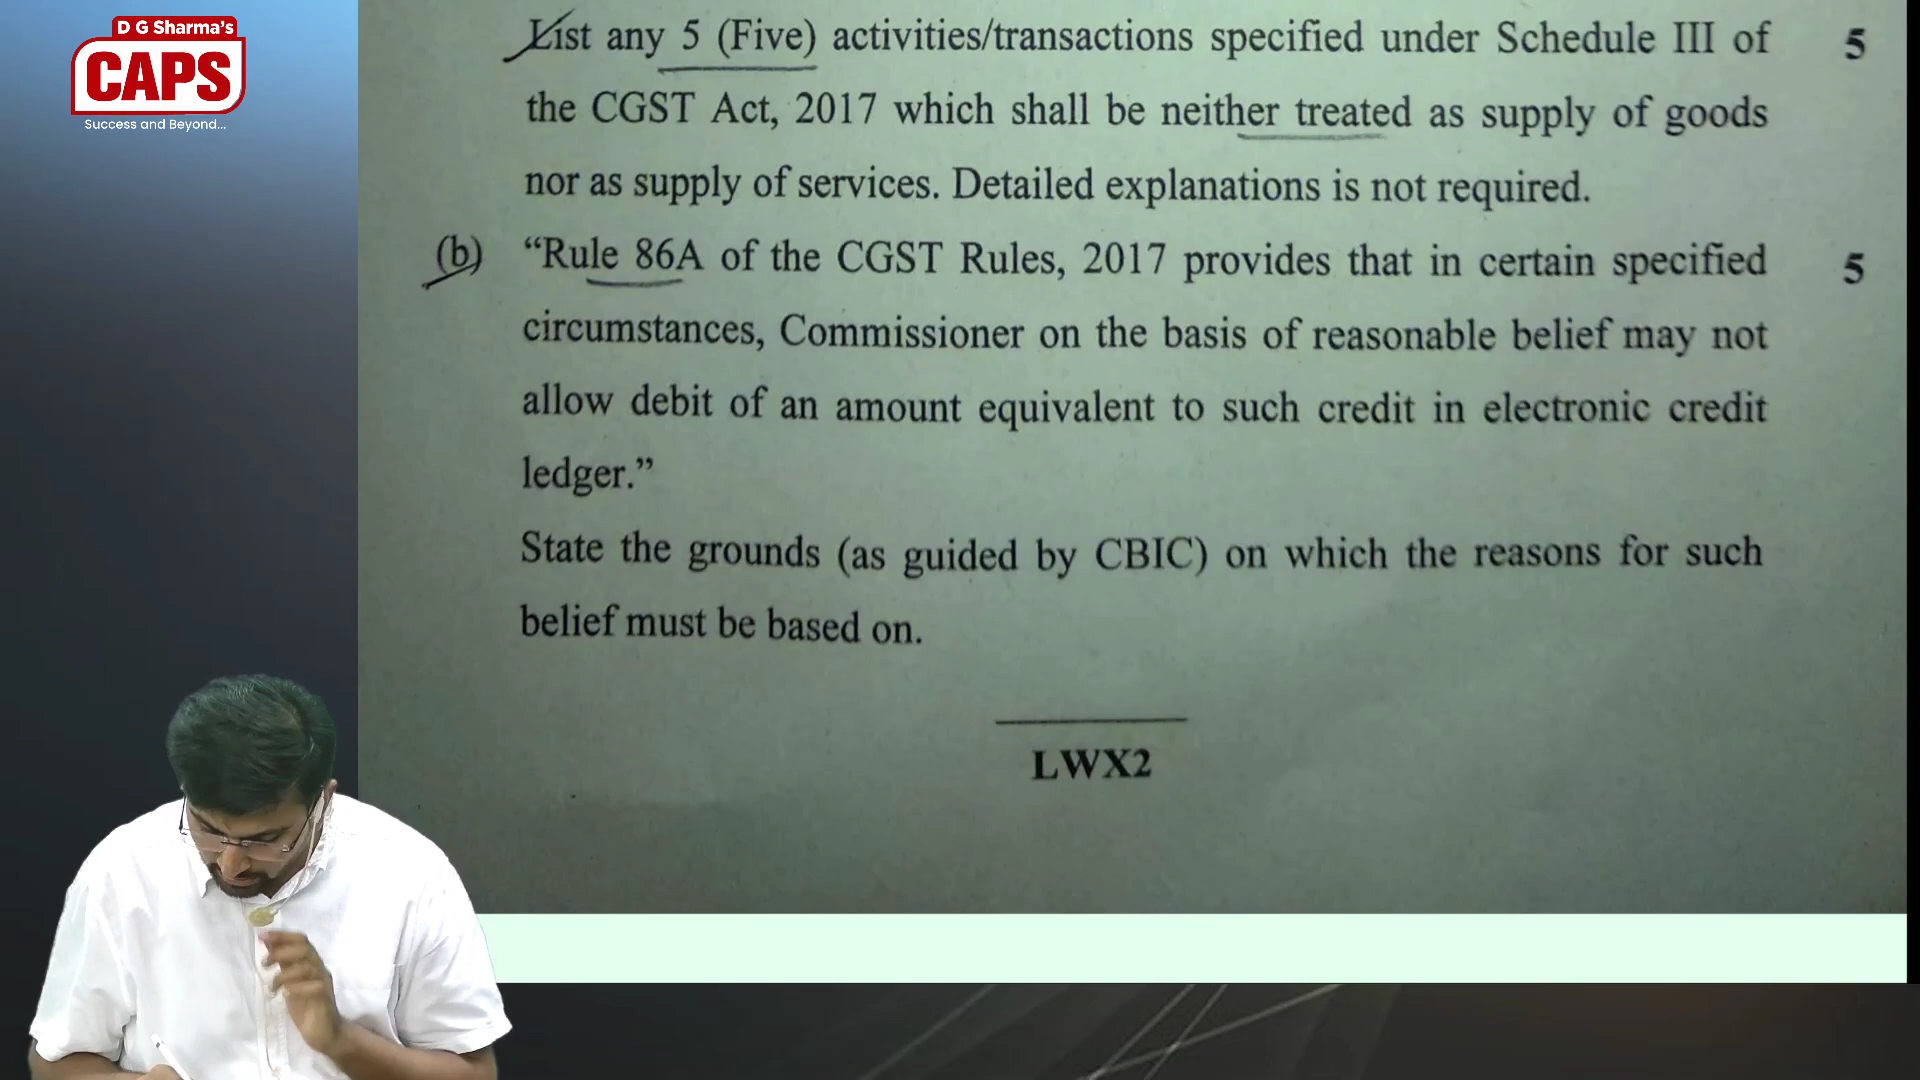 D G Sharma's
CAPS
Success and Beyond...
List any 5 (Five) activities/transactions specified under Schedule III of 5
the CGST Act, 2017 which shall be neither treated as supply of goods
nor as supply of services. Detailed explanations is not required.
(b) “Rule 86A of the CGST Rules, 2017 provides that in certain specified 5
circumstances, Commissioner on the basis of reasonable belief may not
allow debit of an amount equivalent to such credit in electronic credit
ledger.”
State the grounds (as guided by CBIC) on which the reasons for such
belief must be based on.
LWX2